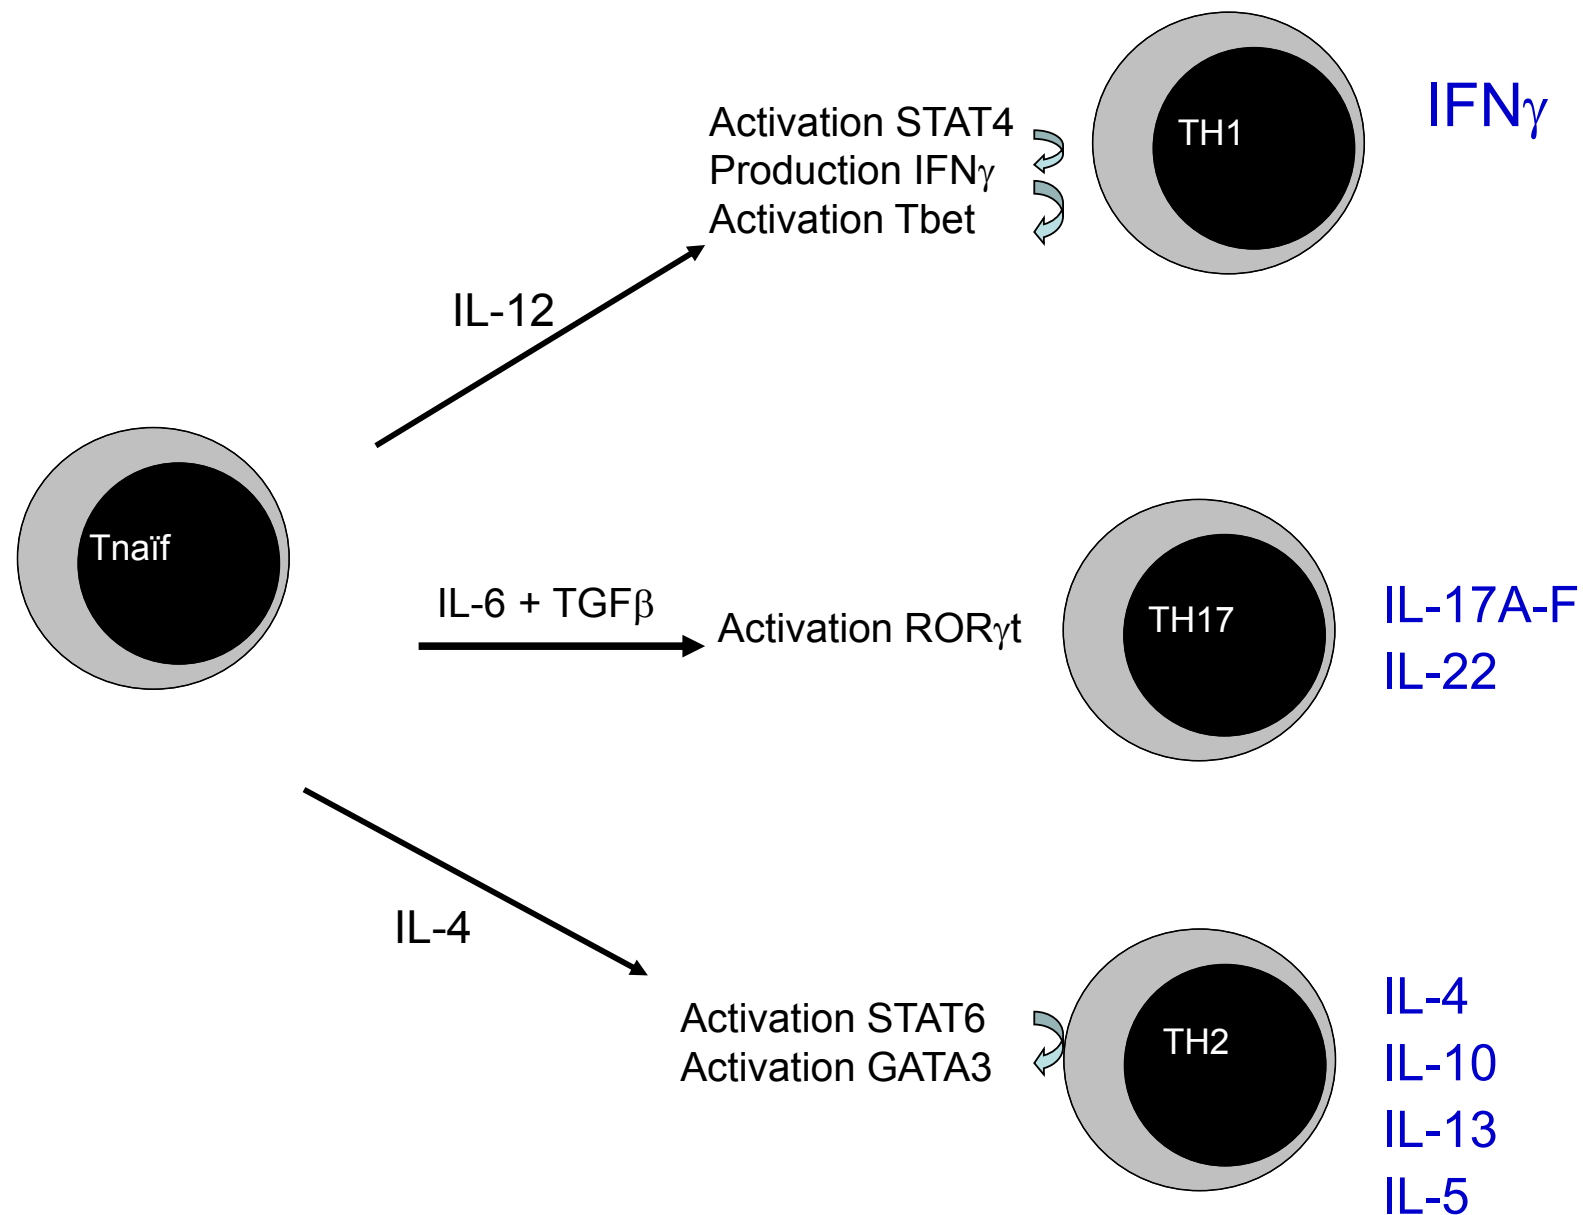 Activation STAT4
Production IFNγ
Activation Tbet
TH1
IFNγ
IL-12
Tnaïf
IL-6 + TGFβ
Activation RORγt
TH17
IL-17A-F
IL-22
IL-4
Activation STAT6
Activation GATA3
TH2
IL-4
IL-10
IL-13
IL-5